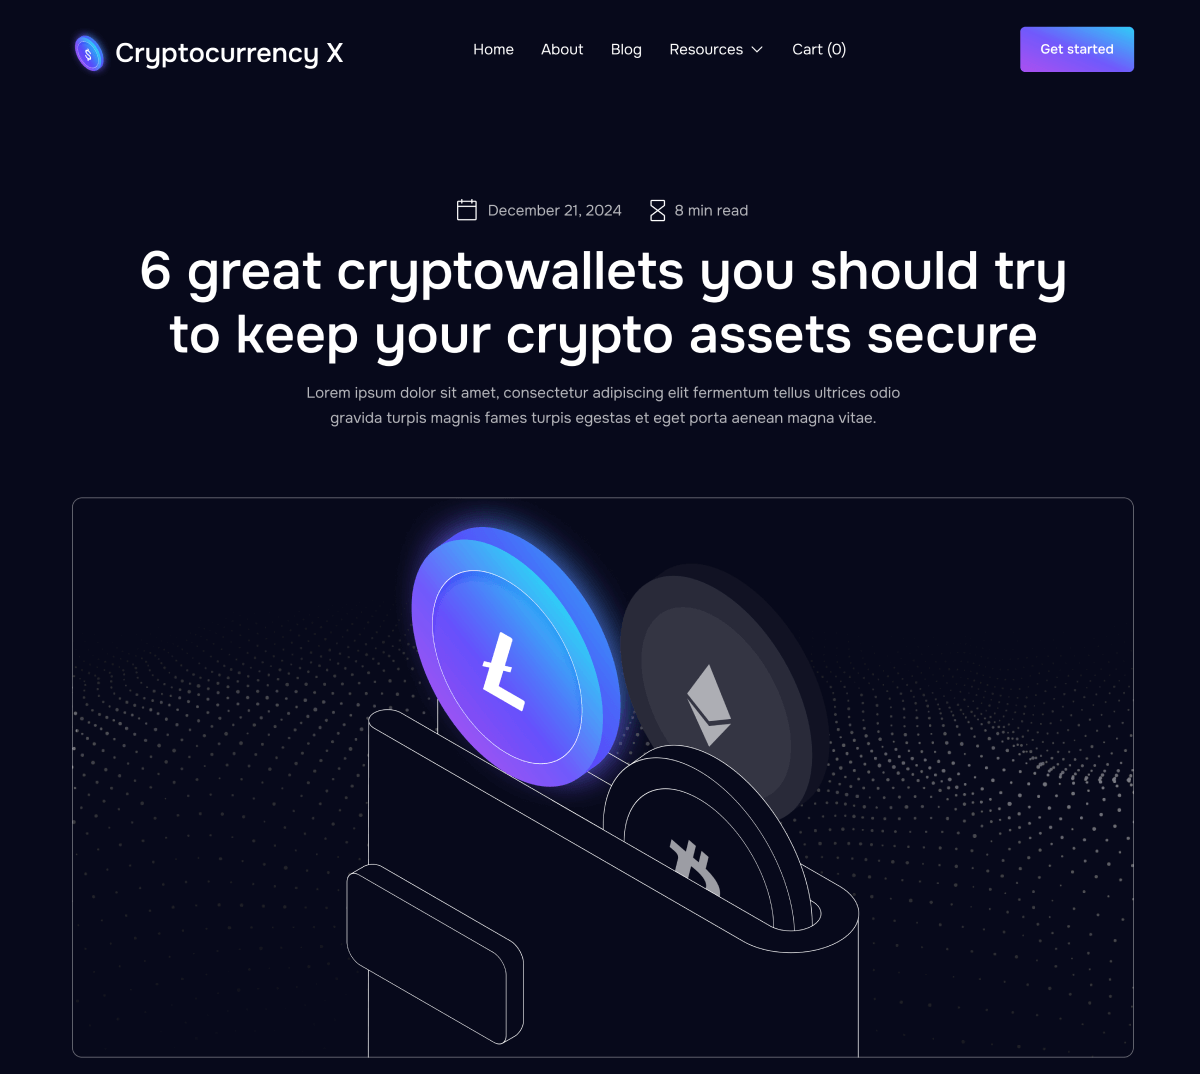 Cryptocurrency X
Home About Blog Resources Cart (0)
Get started
December 21, 2024 8 min read
6 great cryptowallets you should try
to keep your crypto assets secure
Lorem ipsum dolor sit amet, consectetur adipiscing elit fermentum tellus ultrices odio
gravida turpis magnis fames turpis egestas et eget porta aenean magna vitae.